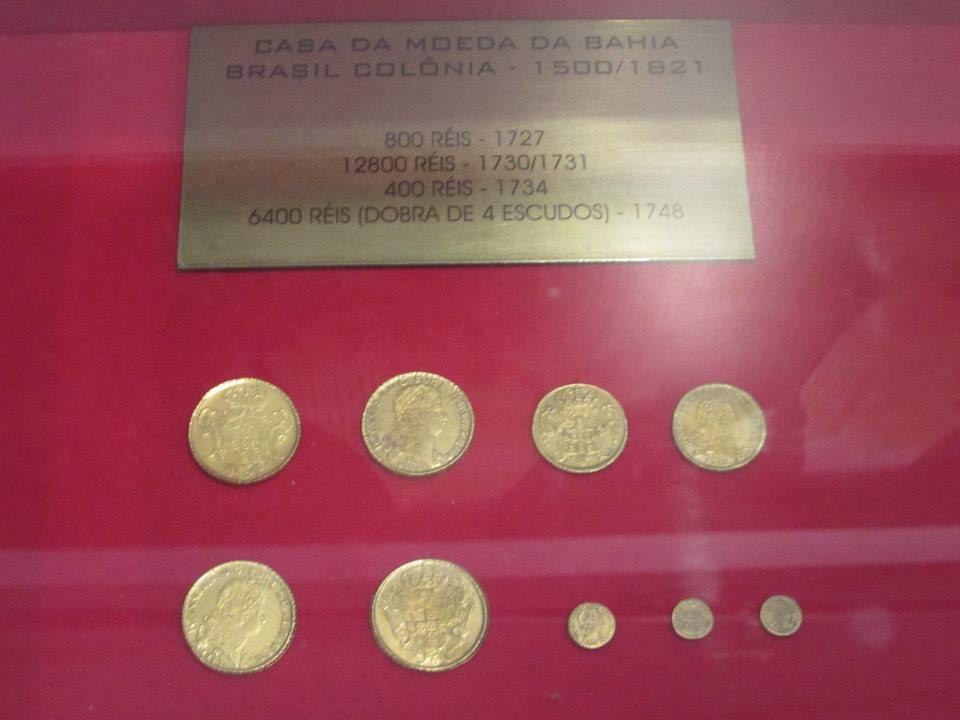 CASA DA MOEDA DA BAHIA
BRASIL COLÔNIA - 1500/1821
800 RÉIS - 1727
12800 RÉIS - 1730/1731
400 RÉIS - 1734
6400 RÉIS (DOBRA DE 4 ESCUDOS) - 1748